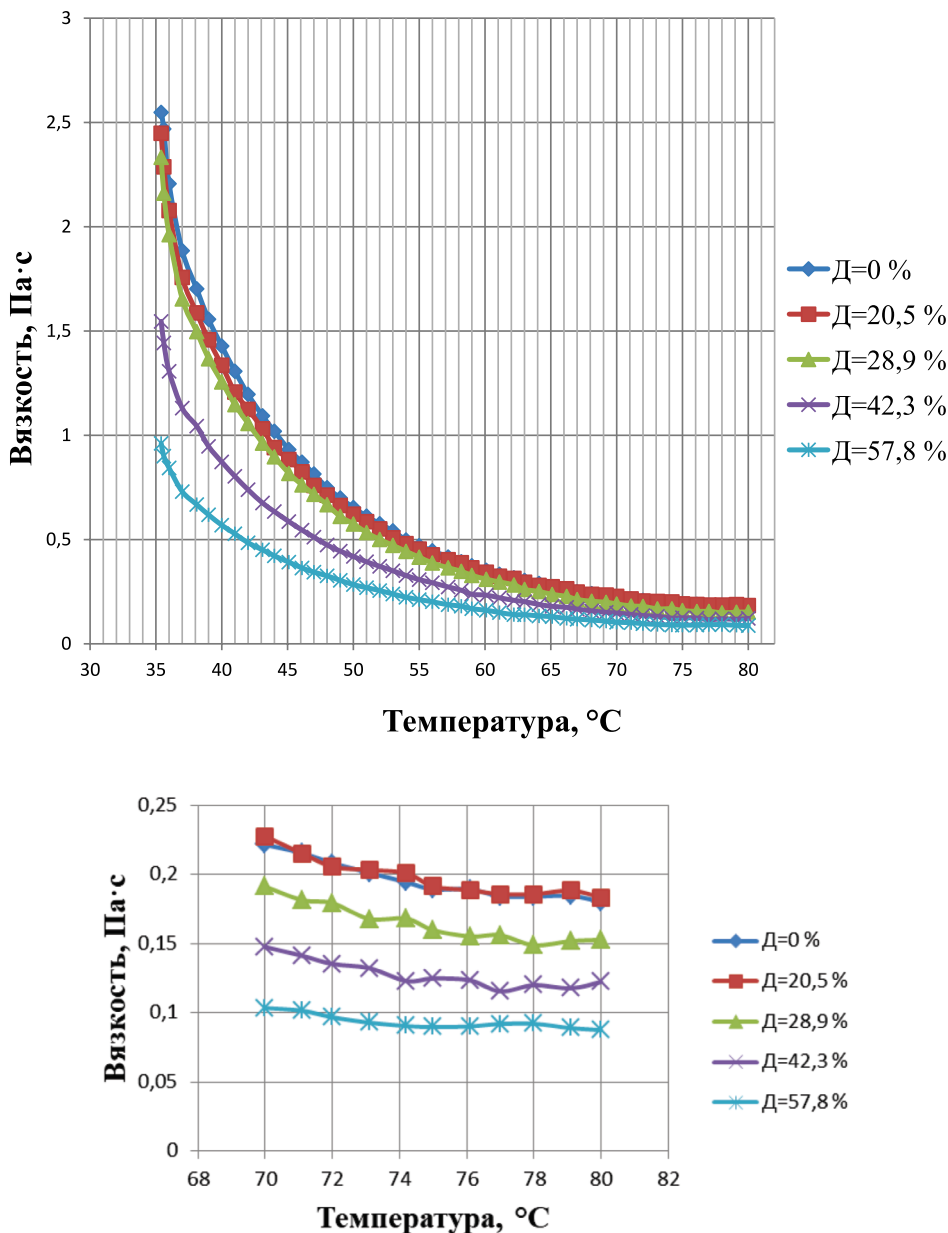 3
2,5
2
1,5
1
0,5
0
Вязкость, Па·с
30 35 40 45 50 55 60 65 70 75 80
Температура, °С
Д=0 %
Д=20,5 %
Д=28,9 %
Д=42,3 %
Д=57,8 %
0,25
0,2
0,15
0,1
0,05
0
Вязкость, Па·с
68 70 72 74 76 78 80 82
Температура, °С
Д=0 %
Д=20,5 %
Д=28,9 %
Д=42,3 %
Д=57,8 %